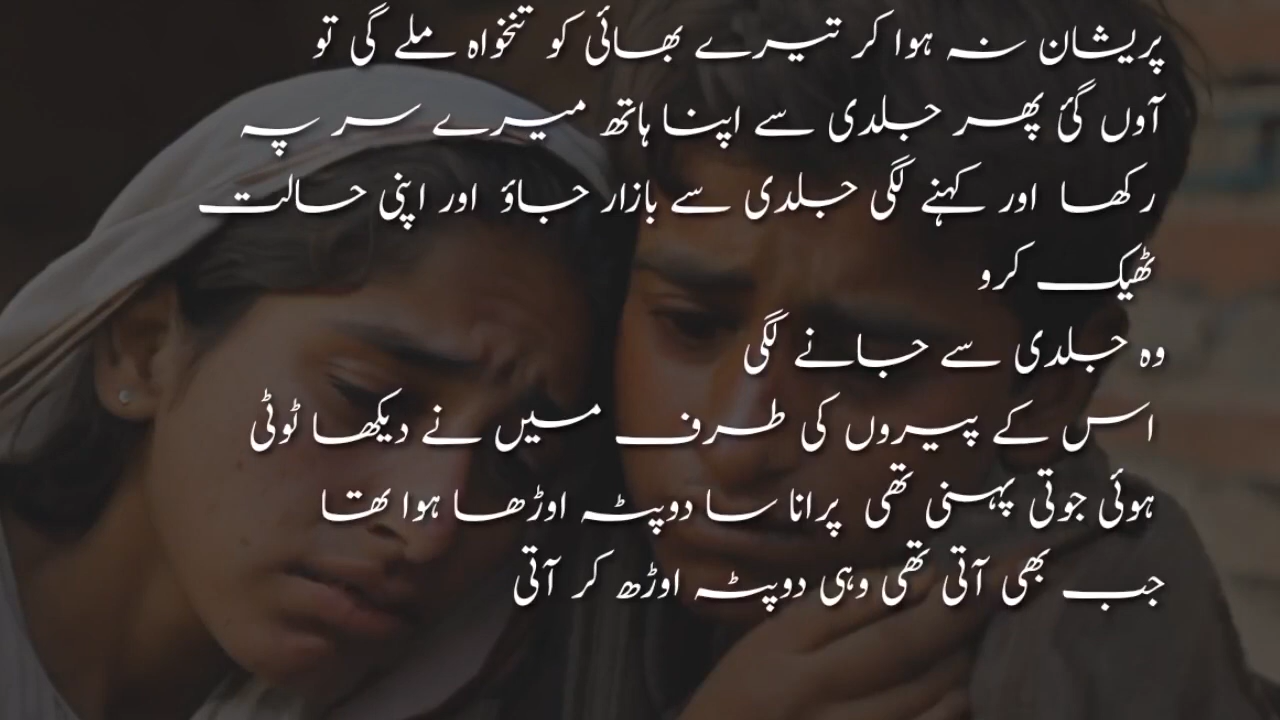 پریشان نہ ہوا کر تیرے بھائی کو تنخواہ ملے گی تو
آوں گئ پھر جلدی سے اپنا ہاتھ میرے سر پہ
رکھا اور کہنے لگی جلدی سے بازار جاؤ اور اپنی حالت
ٹھیک کرو
وہ جلدی سے جانے لگی
اس کے پیروں کی طرف میں نے دیکھا ٹوٹی
ہوئی جوتی پہنی تھی پرانا سا دوپٹہ اوڑھا ہوا تھا
جب بھی آتی تھی وہی دوپٹہ اوڑھ کر آتی